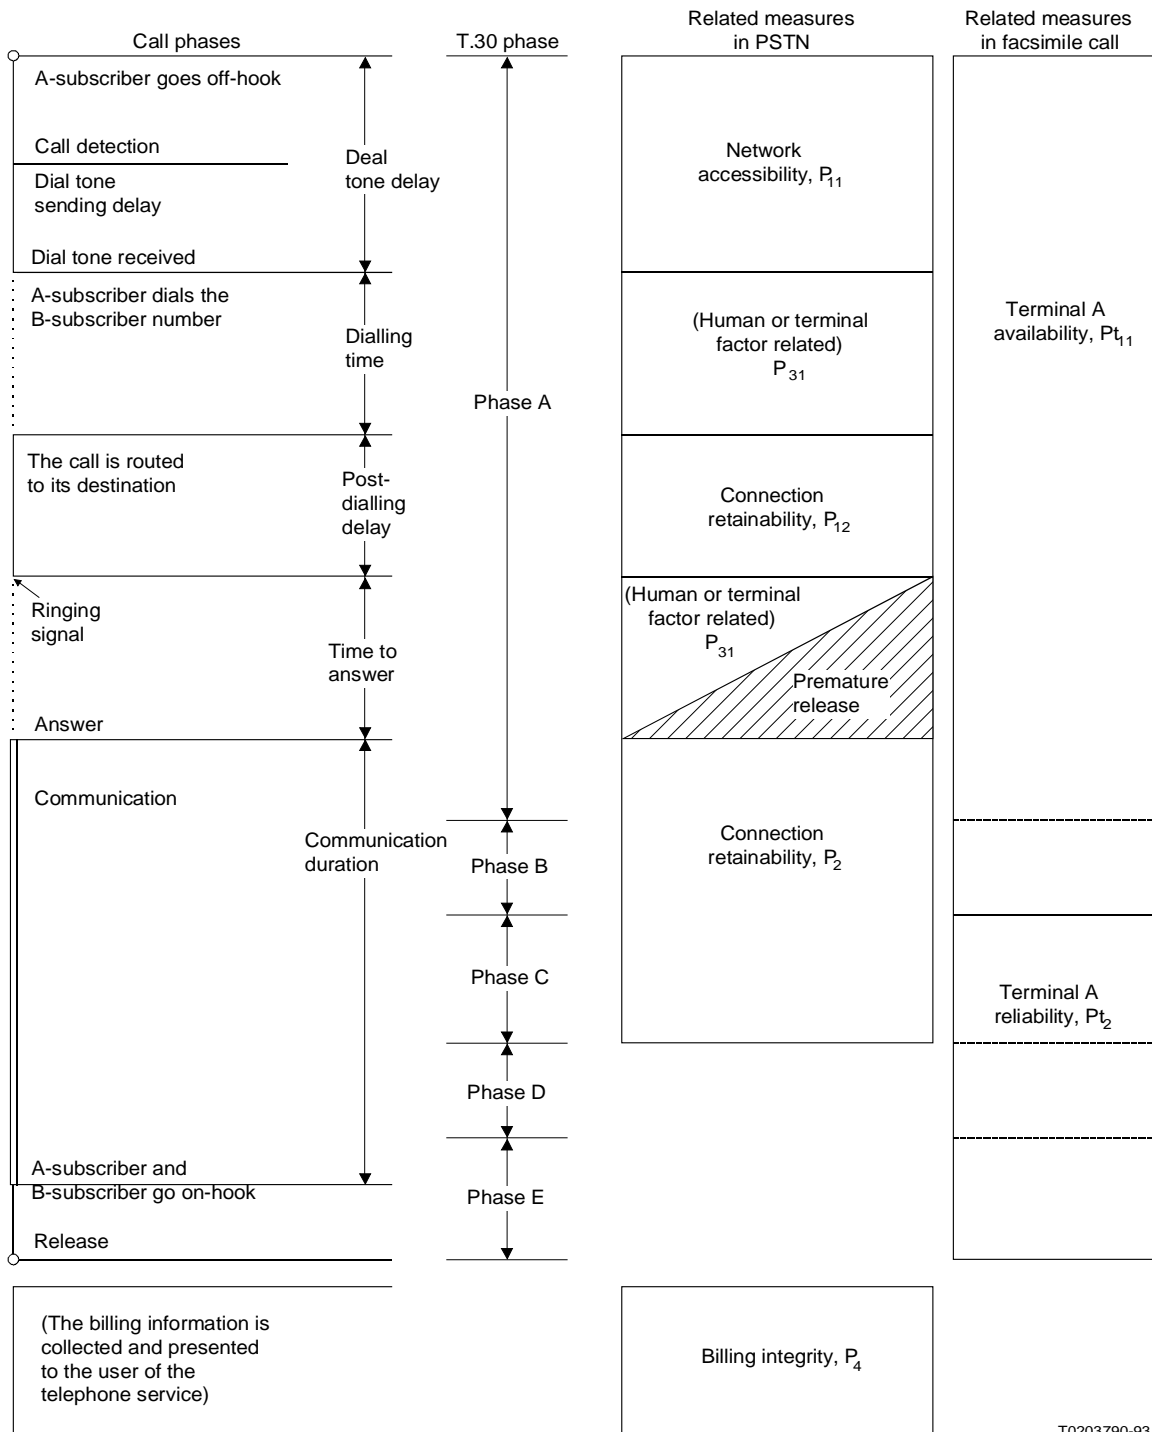 Call phases
T.30 phase
Related measures
in PSTN
Related measures
in facsimile call
A-subscriber goes off-hook
Call detection
Dial tone
sending delay
Dial tone received
Deal
tone delay
A-subscriber dials the
B-subscriber number
Dialling
time
The call is routed
to its destination
Post-
dialling
delay
Ringing
signal
Time to
answer
Answer
Communication
Communication
duration
A-subscriber and
B-subscriber go on-hook
Release
(The billing information is
collected and presented
to the user of the
telephone service)
Phase A
Phase B
Phase C
Phase D
Phase E
Network
accessibility, P11
(Human or terminal
factor related)
P31
Connection
retainability, P12
(Human or terminal
factor related)
P31
Premature
release
Connection
retainability, P2
Billing integrity, P4
Terminal A
availability, Pt11
Terminal A
reliability, Pt2
T0203790-93